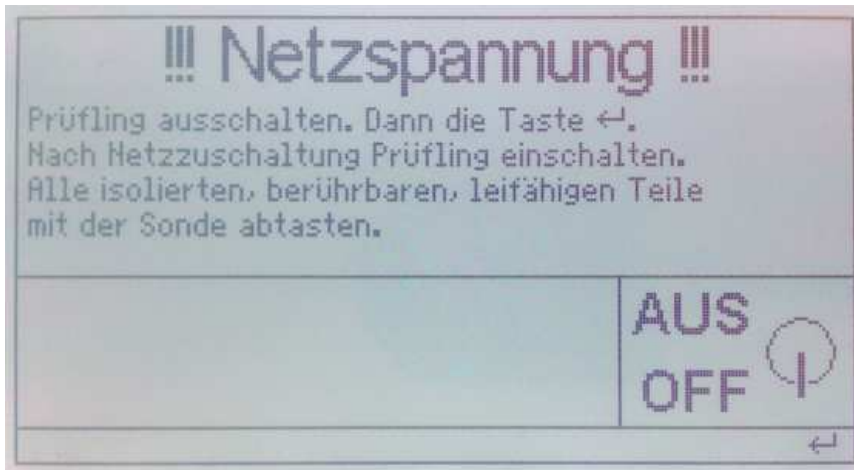 !!! Netzspannung !!!
Prüfling ausschalten. Dann die Taste ↵.
Nach Netzzuschaltung Prüfling einschalten.
Alle isolierten, berührbaren, leifähigen Teile
mit der Sonde abtasten.
AUS
OFF
↵